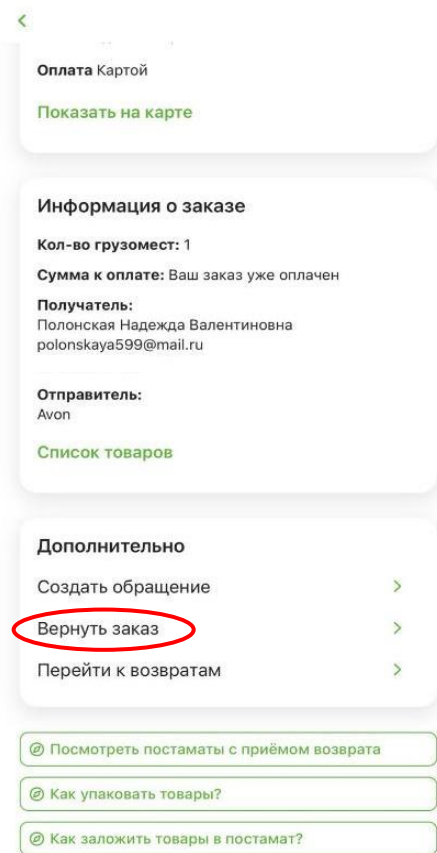 Оплата Картой
Показать на карте
Информация о заказе
Кол-во грузомест: 1
Сумма к оплате: Ваш заказ уже оплачен
Получатель:
Полонская Надежда Валентиновна
polonskaya599@mail.ru
Отправитель:
Avon
Список товаров
Дополнительно
Создать обращение
Вернуть заказ
Перейти к возвратам
Посмотреть постаматы с приёмом возврата
Как упаковать товары?
Как заложить товары в постамат?